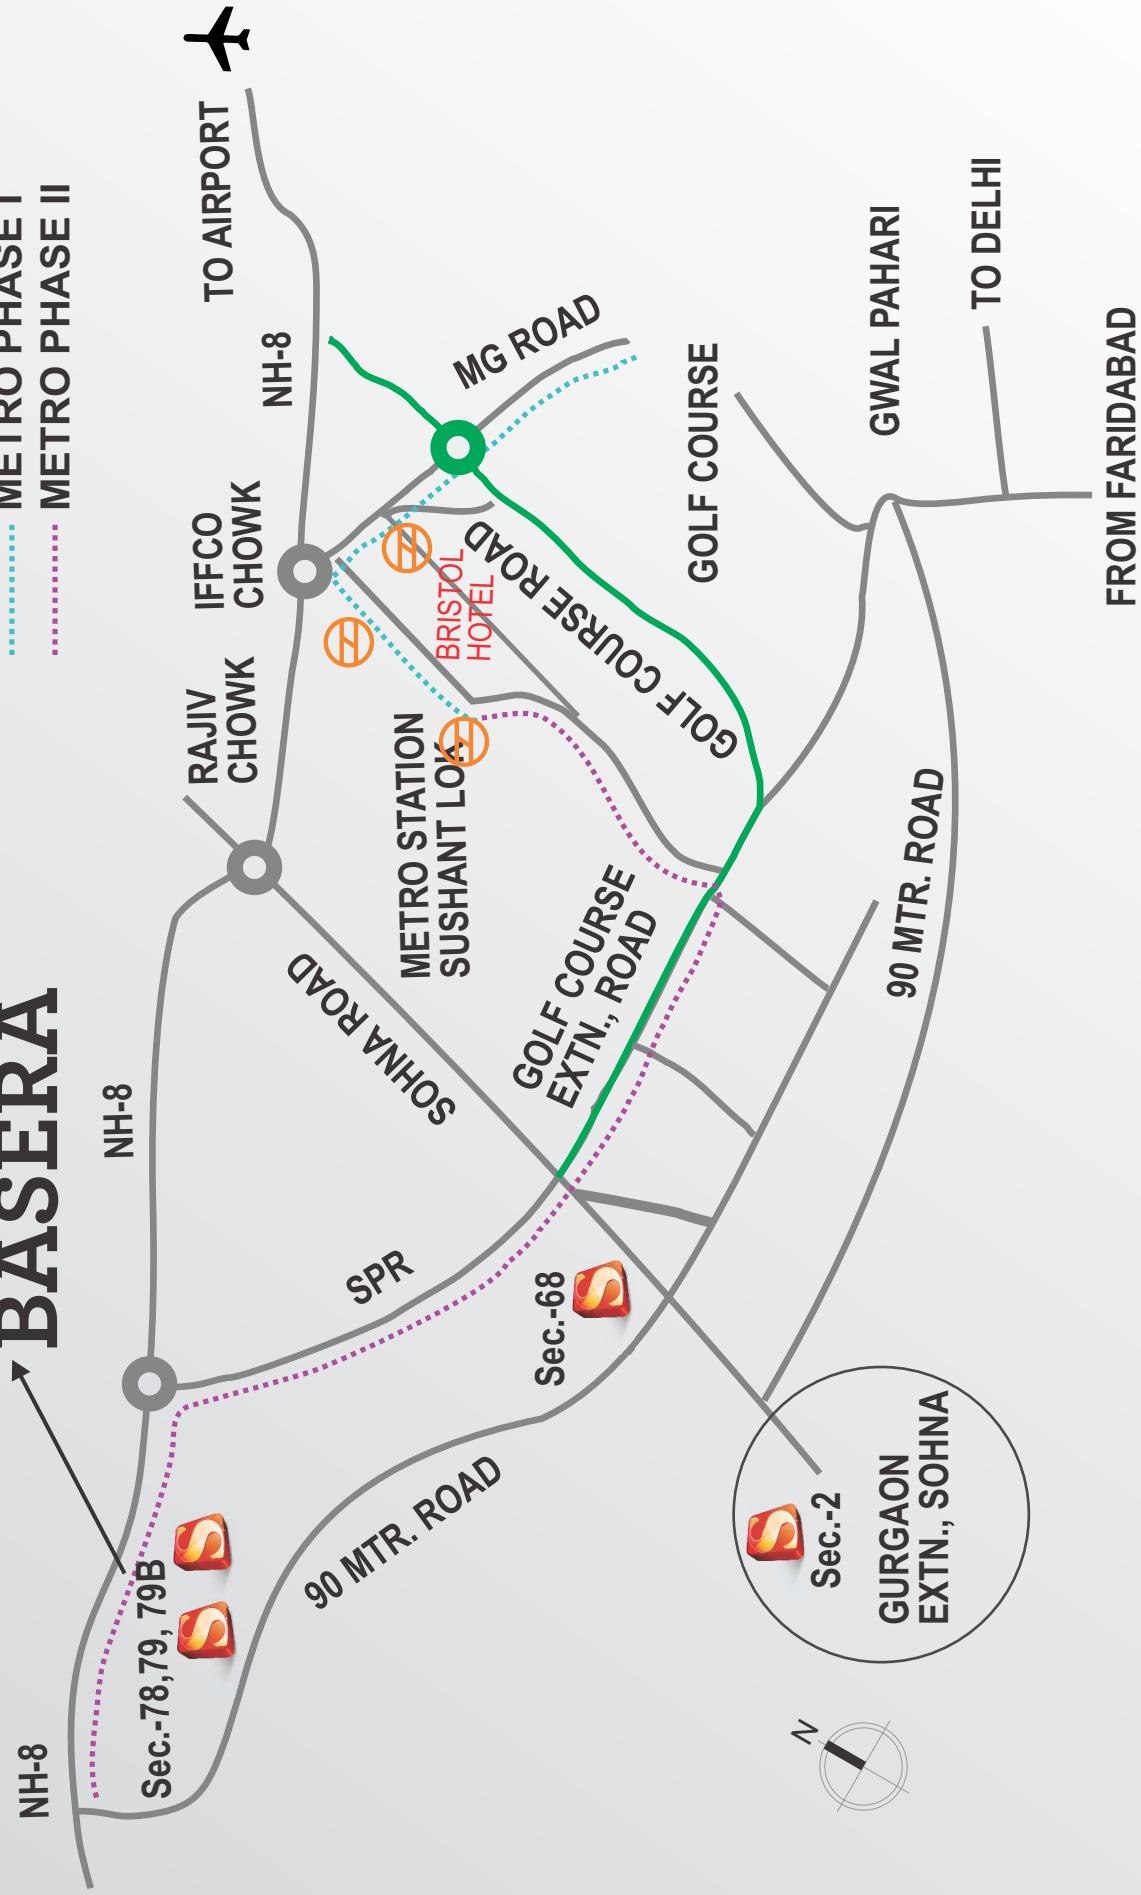 METRO PHASE I
METRO PHASE II
BASERA
TO AIRPORT
NH-8
IFFCO
CHOWK
RAJIV
CHOWK
MG ROAD
BRISTOL
HOTEL
GOLF COURSE ROAD
GOLF COURSE
GWAL PAHARI
TO DELHI
FROM FARIDABAD
METRO STATION
SUSHANT LOK
SOHNA ROAD
GOLF COURSE
EXTN., ROAD
90 MTR. ROAD
NH-8
SPR
Sec.-68
90 MTR. ROAD
Sec.-78,79, 79B
NH-8
Sec.-2
GURGAON
EXTN., SOHNA
N